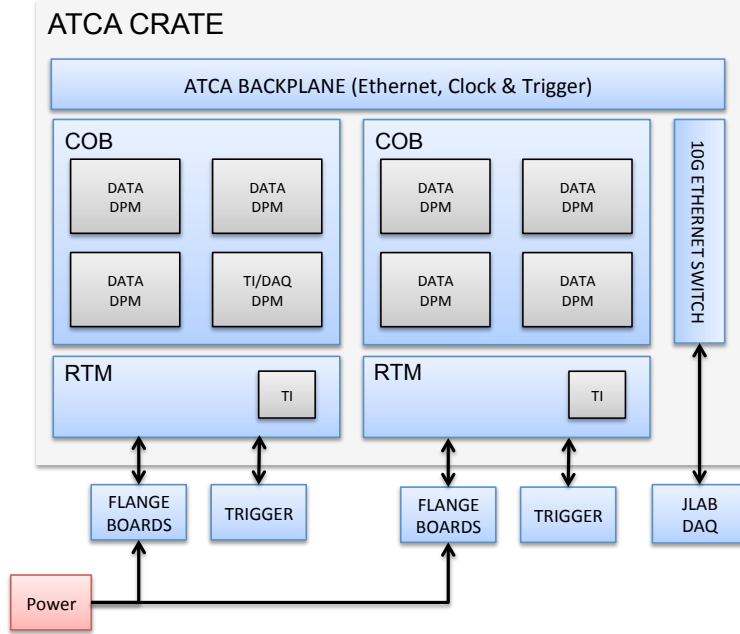 ATCA CRATE
ATCA BACKPLANE (Ethernet, Clock & Trigger)
COB
DATA
DPM
DATA
DPM
DATA
DPM
TI/DAQ
DPM
COB
DATA
DPM
DATA
DPM
DATA
DPM
DATA
DPM
10G ETHERNET SWITCH
RTM
TI
RTM
TI
FLANGE
BOARDS
TRIGGER
FLANGE
BOARDS
TRIGGER
JLAB
DAQ
Power